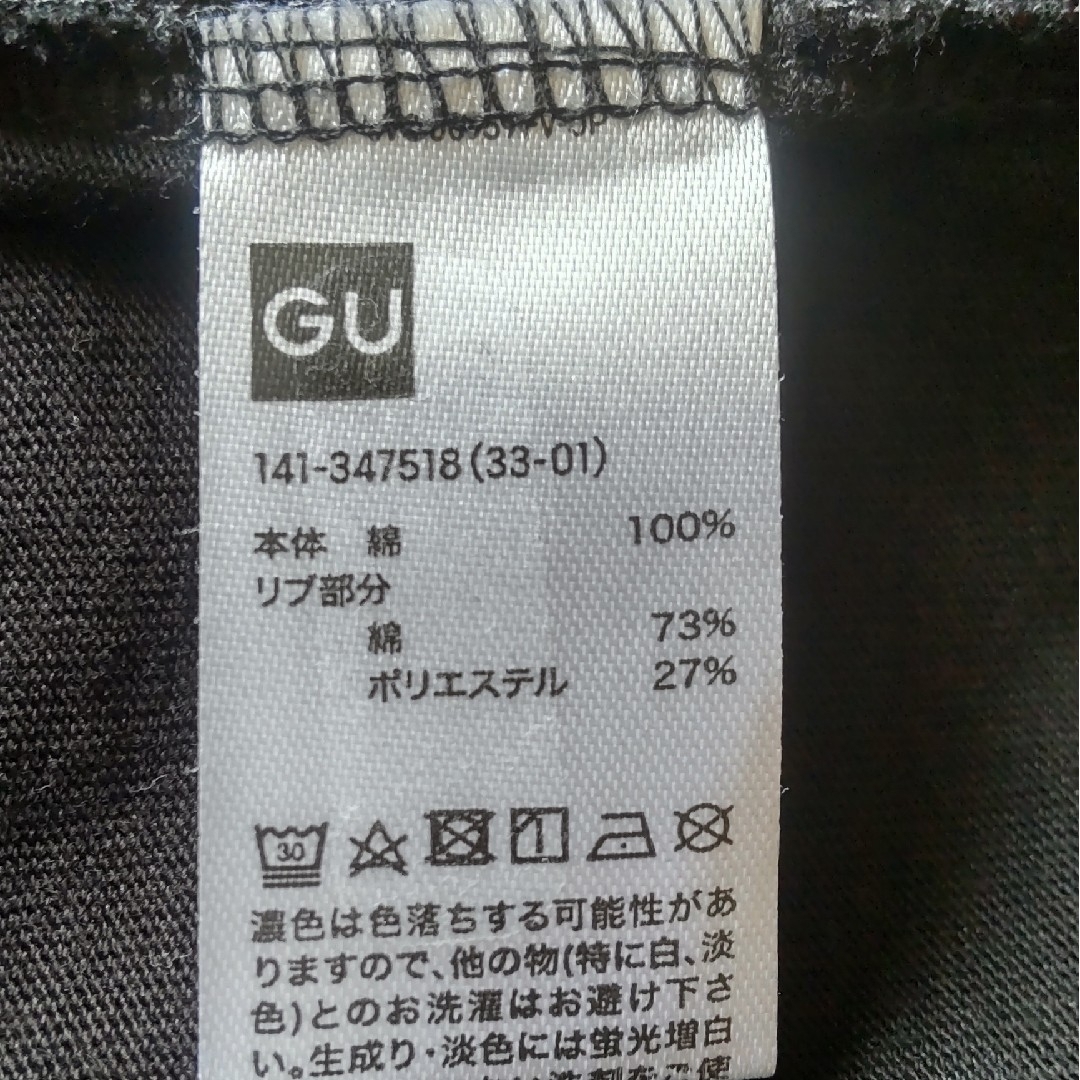 GU
141-347518(33-01)
本体 綿 100%
リブ部分
綿 73%
ポリエステル 27%
30
濃色は色落ちする可能性があ
りますので、他の物(特に白、淡
色)とのお洗濯はお避け下さ
い。生成り・淡色には蛍光増白